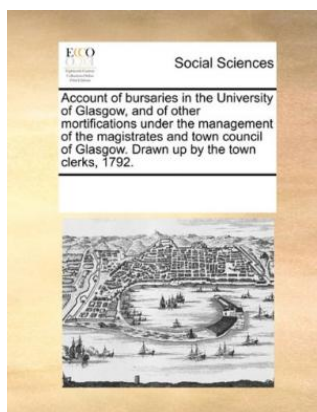 ECCO
Social Sciences
Account of bursaries in the University
of Glasgow, and of other
mortifications under the management
of the magistrates and town council
of Glasgow. Drawn up by the town
clerks, 1792.